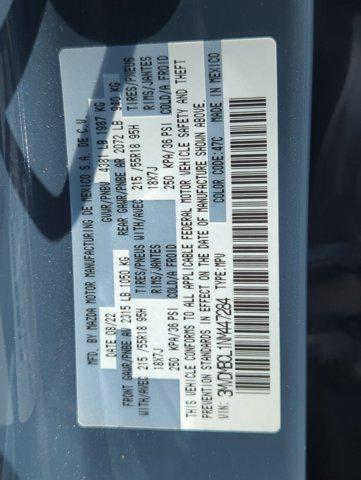 MFD. BY MAZDA MOTOR MANUFACTURING DE MEXICO S.A. DE C.V.
DATE 08/22 GVWR/PNBV 4381 LB 1987 KG
FRONT GAWR/PNBE AV 2315 LB 1050 KG REAR GAWR/PNBE AR 2072 LB 940 KG
WITH/AVEC 215 /55R18 95H TIRES/PNEUS WITH/AVEC 215 /55R18 95H TIRES/PNEUS
18X7J RIMS/JANTES 18X7J RIMS/JANTES
250 KPA/36 PSI COLD/A FROID 250 KPA/36 PSI COLD/A FROID
THIS VEHICLE CONFORMS TO ALL APPLICABLE FEDERAL MOTOR VEHICLE SAFETY AND THEFT
PREVENTION STANDARDS IN EFFECT ON THE DATE OF MANUFACTURE SHOWN ABOVE.
VIN: 3MVDMBCL1NM447284 TYPE:MPV COLOR CODE:47C MADE IN MEXICO